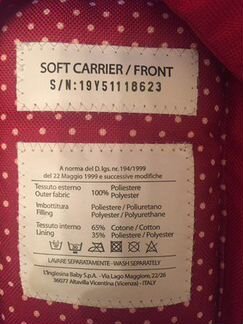 SOFT CARRIER / FRONT
S/N:19Y51118623
A norma del D.lgs. nr. 194/1999
del 22 Maggio 1999 e successive modifiche
Tessuto esterno 100% Poliestere
Outer fabric Polyester
Imbottitura Poliestere / Poliuretano
Filling Polyester / Polyurethane
Tessuto interno 65% Cotone / Cotton
Lining 35% Poliestere / Polyester
LAVARE SEPARATAMENTE - WASH SEPARATELY
L'Inglesina Baby S.p.A. - Via Lago Maggiore, 22/26
36077 Altavilla Vicentina (Vicenza) - ITALY